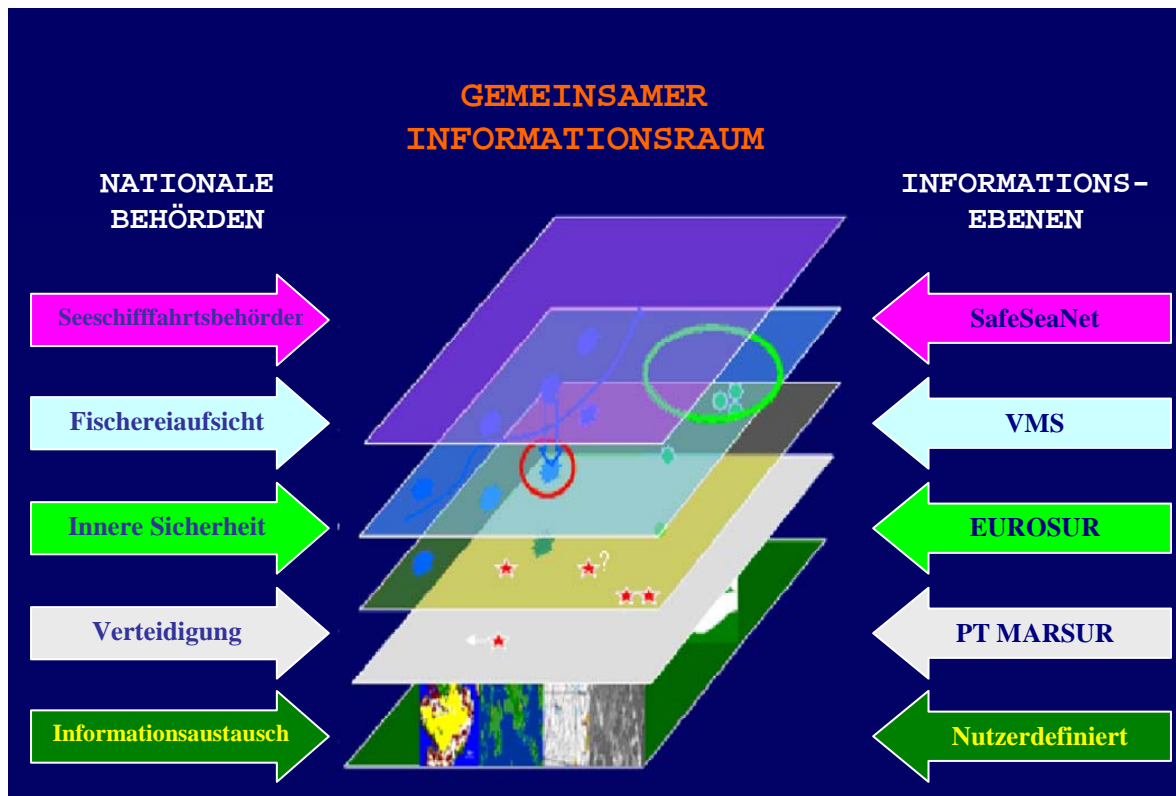 GEMEINSAMER
INFORMATIONSRAUM
NATIONALE
BEHÖRDEN
INFORMATIONS-
EBENEN
Seeschifffahrtsbehörden
SafeSeaNet
Fischereiaufsicht
VMS
Innere Sicherheit
EUROSUR
?
Verteidigung
PT MARSUR
Informationsaustausch
Nutzerdefiniert